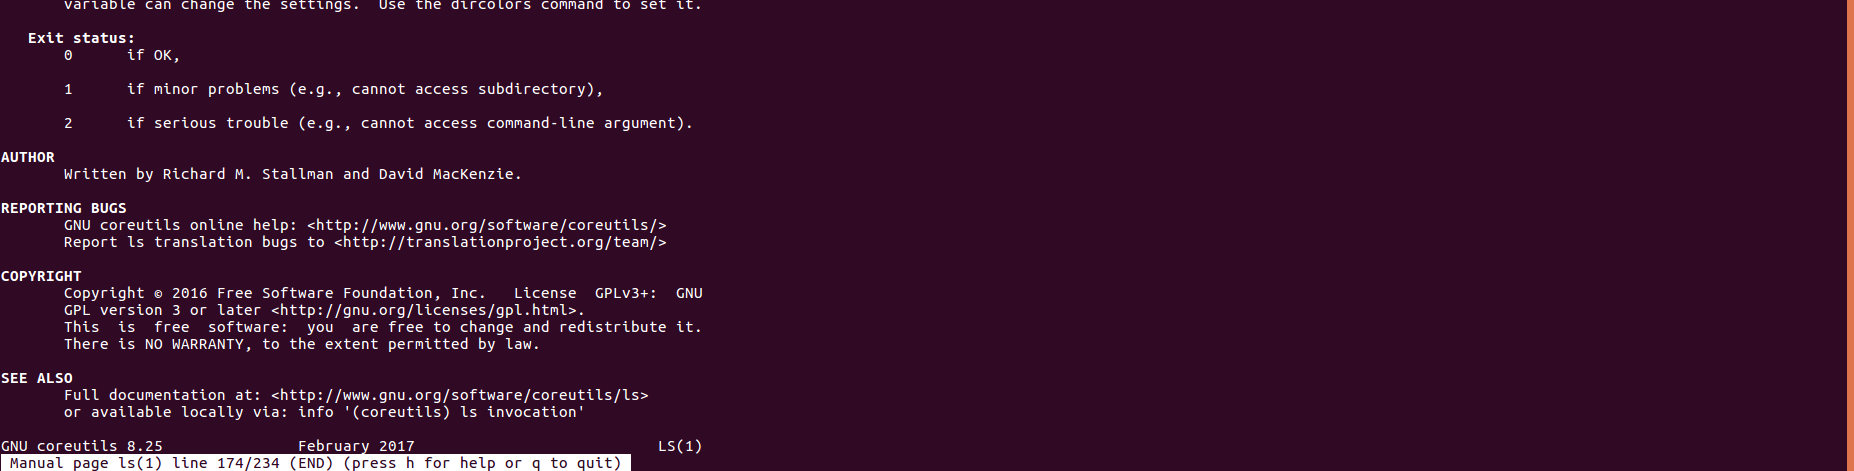 variable can change the settings.  Use the dircolors command to set it.
Exit status:
0      if OK,
1      if minor problems (e.g., cannot access subdirectory),
2      if serious trouble (e.g., cannot access command-line argument).
AUTHOR
Written by Richard M. Stallman and David MacKenzie.
REPORTING BUGS
GNU coreutils online help: <http://www.gnu.org/software/coreutils/>
Report ls translation bugs to <http://translationproject.org/team/>
COPYRIGHT
Copyright © 2016 Free Software Foundation, Inc.   License  GPLv3+:  GNU
GPL version 3 or later <http://gnu.org/licenses/gpl.html>.
This  is  free  software:  you  are free to change and redistribute it.
There is NO WARRANTY, to the extent permitted by law.
SEE ALSO
Full documentation at: <http://www.gnu.org/software/coreutils/ls>
or available locally via: info '(coreutils) ls invocation'
GNU coreutils 8.25               February 2017                           LS(1)
Manual page ls(1) line 174/234 (END) (press h for help or q to quit)